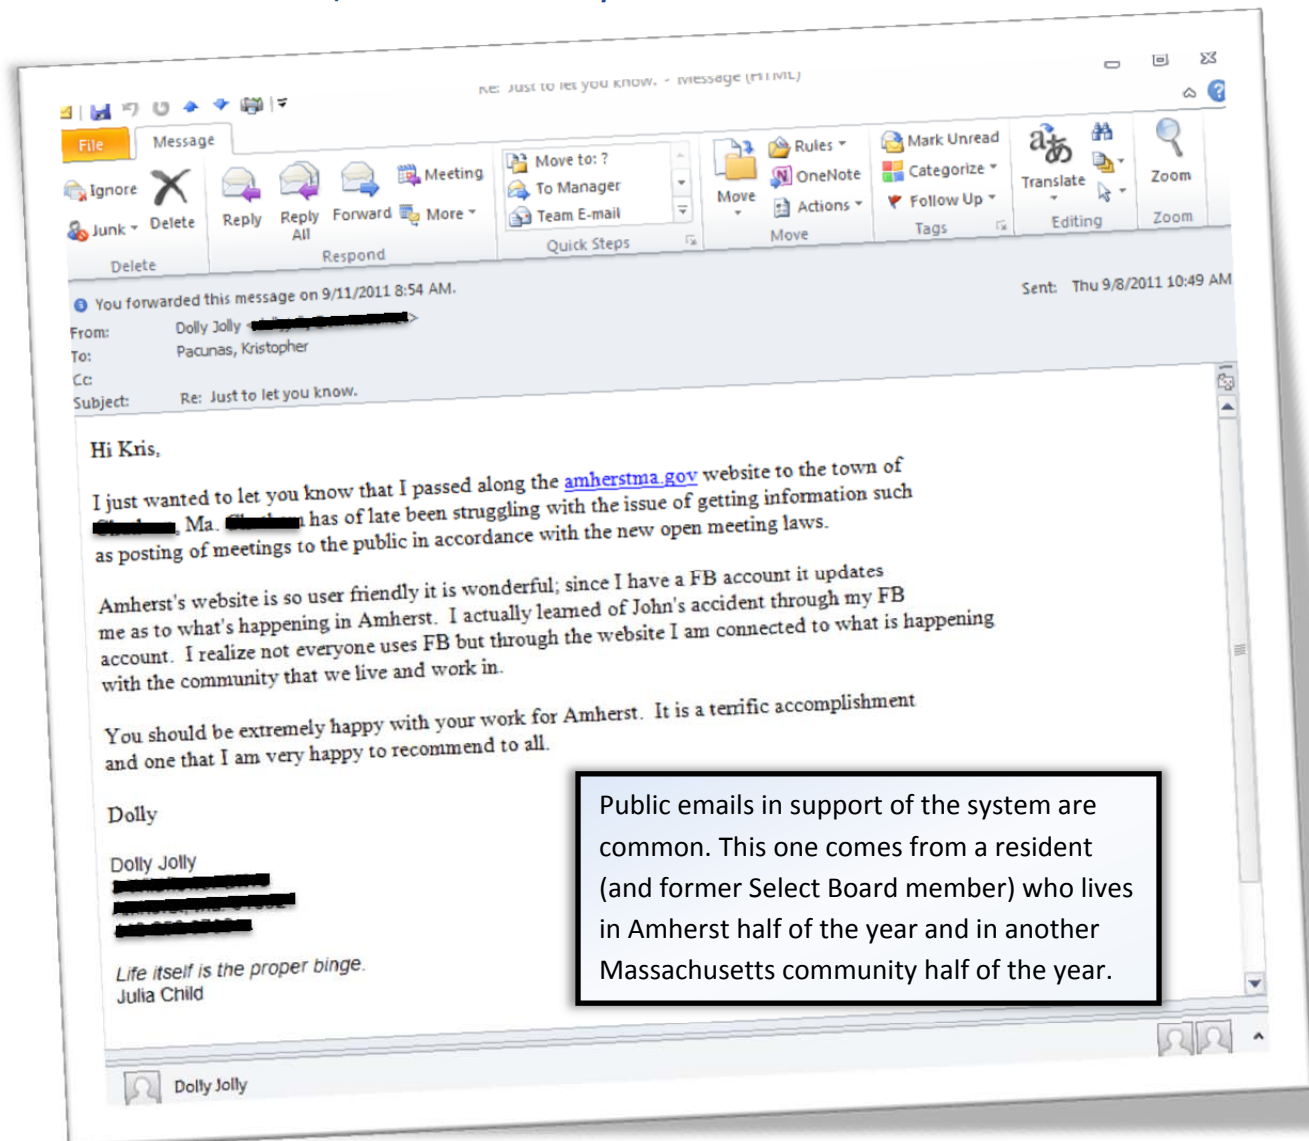 Re: Just to let you know. - Message (HTML)
File Message
Ignore
Junk Delete
Delete
Reply Reply All Forward
Meeting
More
Respond
Move to: ?
To Manager
Team E-mail
Quick Steps
Move
Rules
OneNote
Actions
Move
Mark Unread
Categorize
Follow Up
Tags
Translate
Editing
Zoom
Zoom
You forwarded this message on 9/11/2011 8:54 AM.
Sent: Thu 9/8/2011 10:49 AM
From: Dolly Jolly
To: Pacunas, Kristopher
Cc:
Subject: Re: Just to let you know.
Hi Kris,
I just wanted to let you know that I passed along the amherstma.gov website to the town of
, Ma. has of late been struggling with the issue of getting information such
as posting of meetings to the public in accordance with the new open meeting laws.
Amherst's website is so user friendly it is wonderful; since I have a FB account it updates
me as to what's happening in Amherst. I actually learned of John's accident through my FB
account. I realize not everyone uses FB but through the website I am connected to what is happening
with the community that we live and work in.
You should be extremely happy with your work for Amherst. It is a terrific accomplishment
and one that I am very happy to recommend to all.
Dolly
Dolly Jolly
Life itself is the proper binge.
Julia Child
Public emails in support of the system are
common. This one comes from a resident
(and former Select Board member) who lives
in Amherst half of the year and in another
Massachusetts community half of the year.
Dolly Jolly